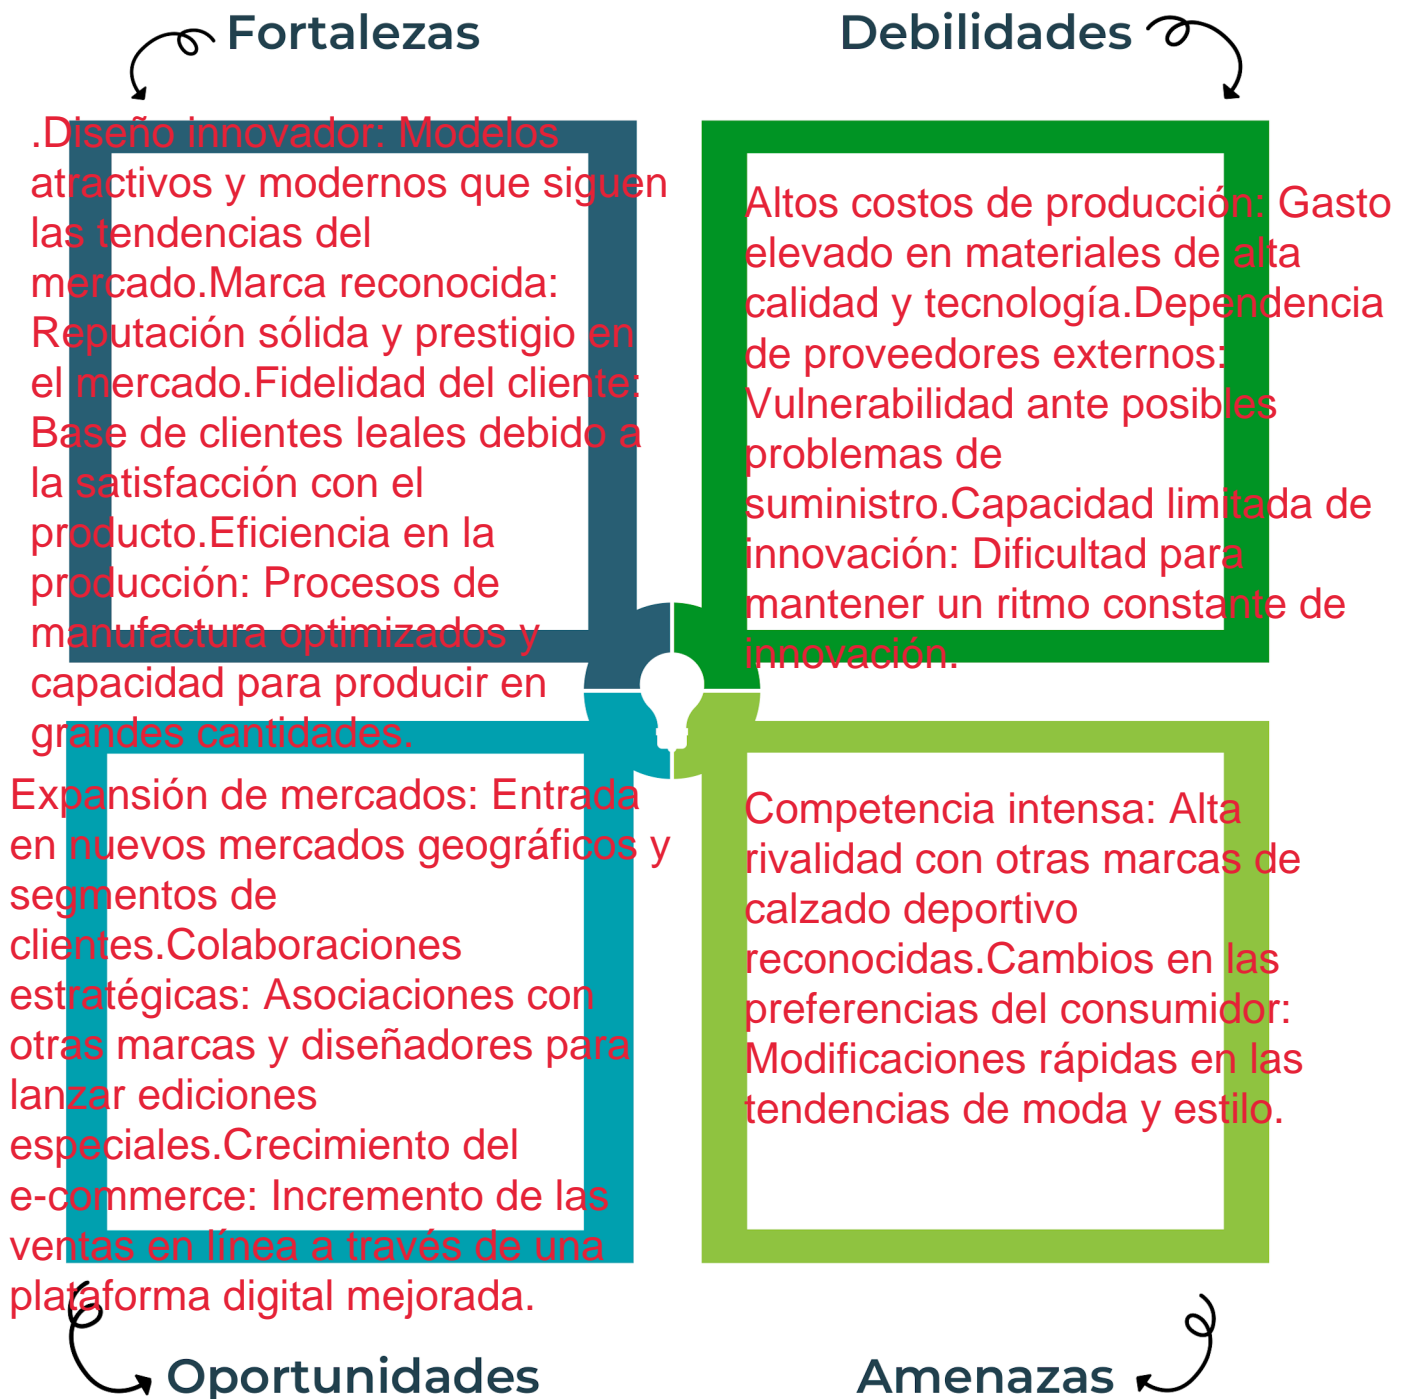 Fortalezas
.Diseño innovador: Modelos
atractivos y modernos que siguen
las tendencias del
mercado.Marca reconocida:
Reputación sólida y prestigio en
el mercado.Fidelidad del cliente:
Base de clientes leales debido a
la satisfacción con el
producto.Eficiencia en la
producción: Procesos de
manufactura optimizados y
capacidad para producir en
grandes cantidades.
Debilidades
Altos costos de producción: Gasto
elevado en materiales de alta
calidad y tecnología.Dependencia
de proveedores externos:
Vulnerabilidad ante posibles
problemas de
suministro.Capacidad limitada de
innovación: Dificultad para
mantener un ritmo constante de
innovación.
Expansión de mercados: Entrada
en nuevos mercados geográficos y
segmentos de
clientes.Colaboraciones
estratégicas: Asociaciones con
otras marcas y diseñadores para
lanzar ediciones
especiales.Crecimiento del
e-commerce: Incremento de las
ventas en línea a través de una
plataforma digital mejorada.
Oportunidades
Competencia intensa: Alta
rivalidad con otras marcas de
calzado deportivo
reconocidas.Cambios en las
preferencias del consumidor:
Modificaciones rápidas en las
tendencias de moda y estilo.
Amenazas